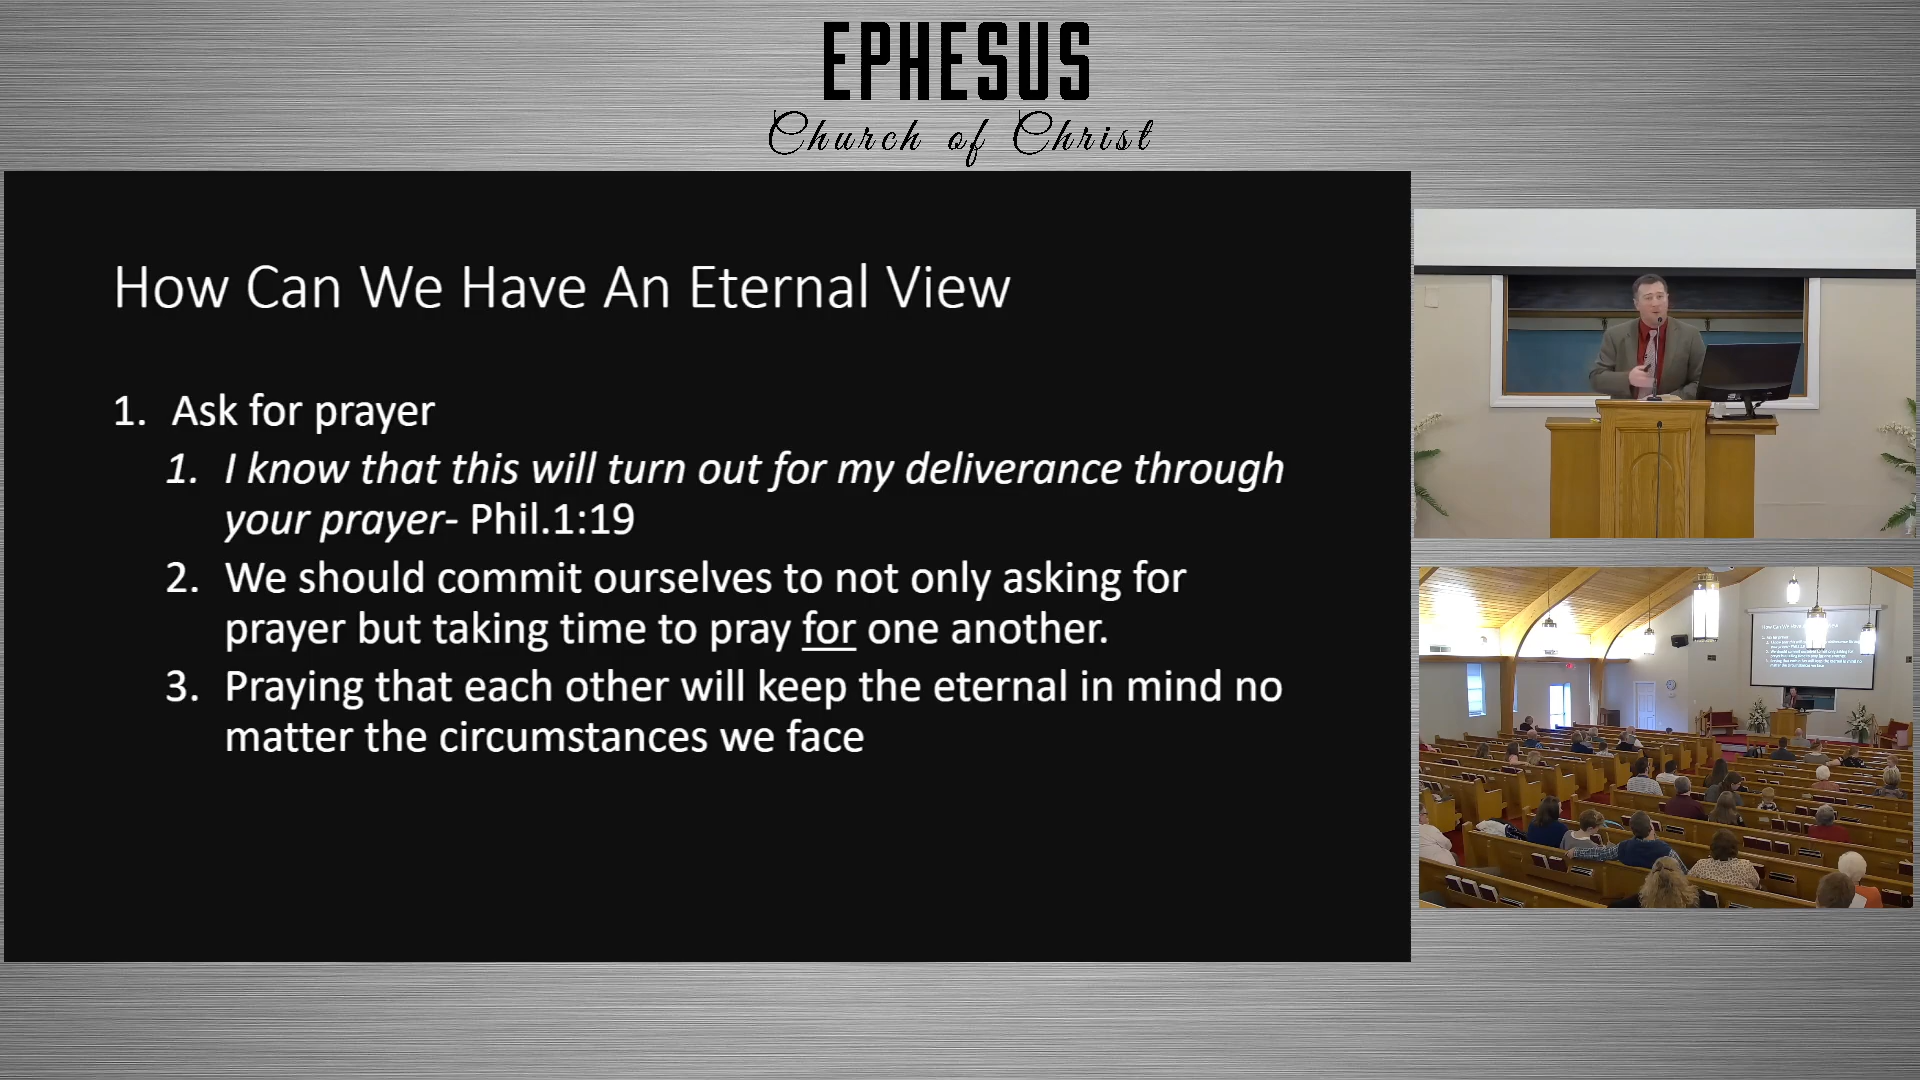 EPHESUS
Church of Christ
How Can We Have An Eternal View
1. Ask for prayer
1. I know that this will turn out for my deliverance through
your prayer- Phil.1:19
2. We should commit ourselves to not only asking for
prayer but taking time to pray for one another.
3. Praying that each other will keep the eternal in mind no
matter the circumstances we face